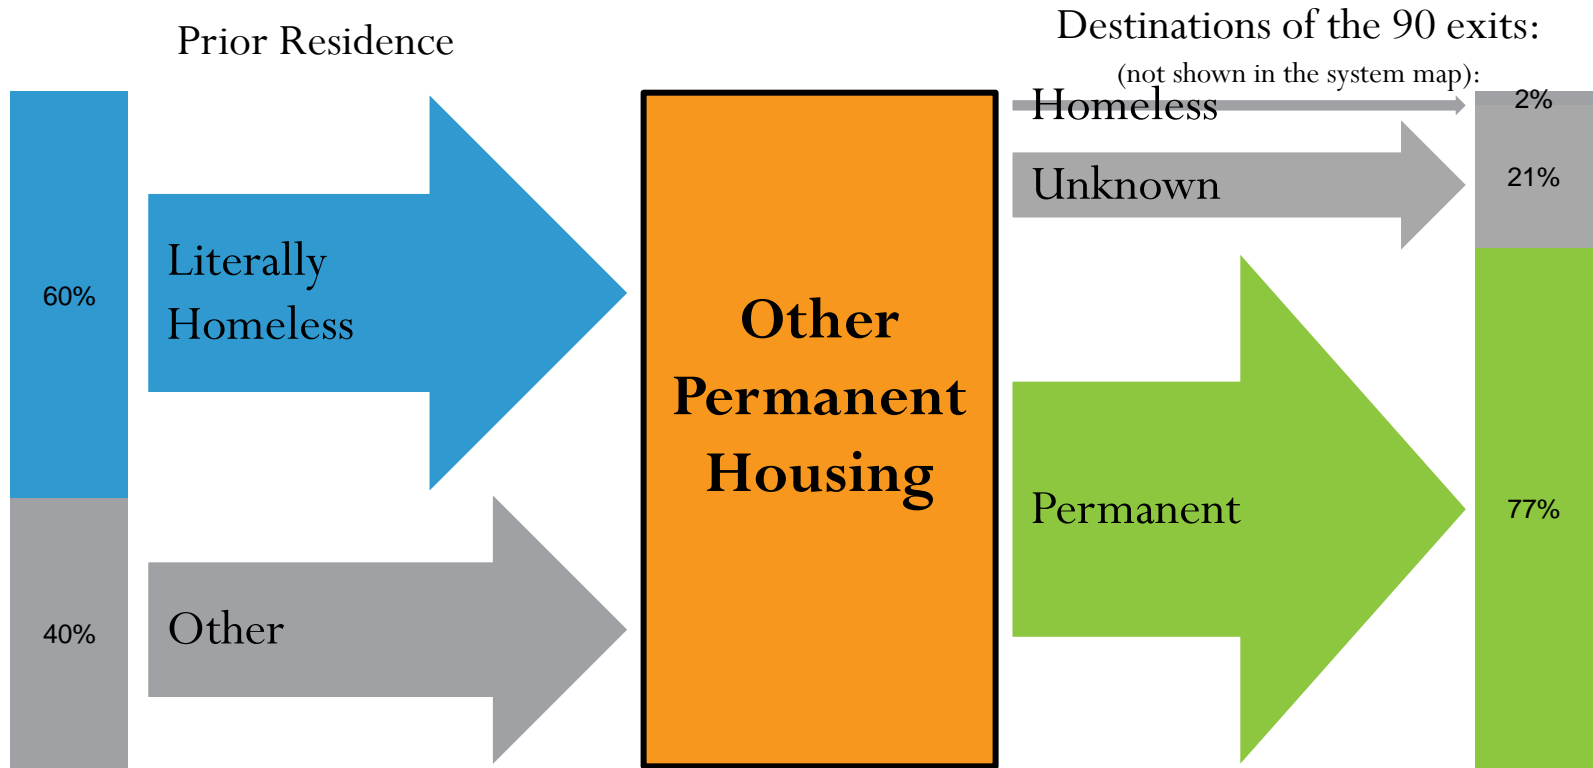 Prior Residence
Destinations of the 90 exits:
(not shown in the system map):
60%
40%
Literally
Homeless
Other
Other
Permanent
Housing
Homeless
Unknown
Permanent
2%
21%
77%